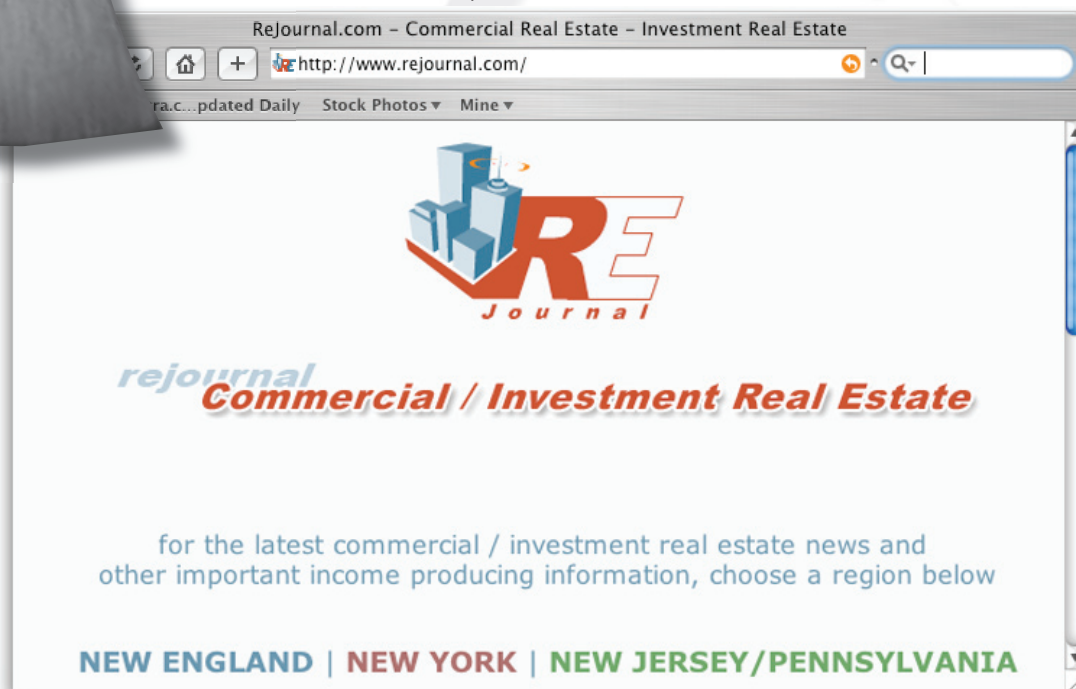 ReJournal.com – Commercial Real Estate – Investment Real Estate
http://www.rejournal.com/
ra.c...pdated Daily Stock Photos Mine
RE
Journal
rejournal
Commercial / Investment Real Estate
for the latest commercial / investment real estate news and
other important income producing information, choose a region below
NEW ENGLAND | NEW YORK | NEW JERSEY/PENNSYLVANIA